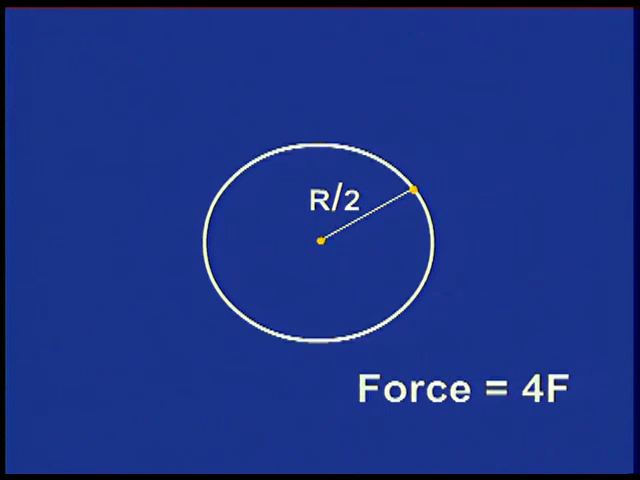 R/2
Force = 4F